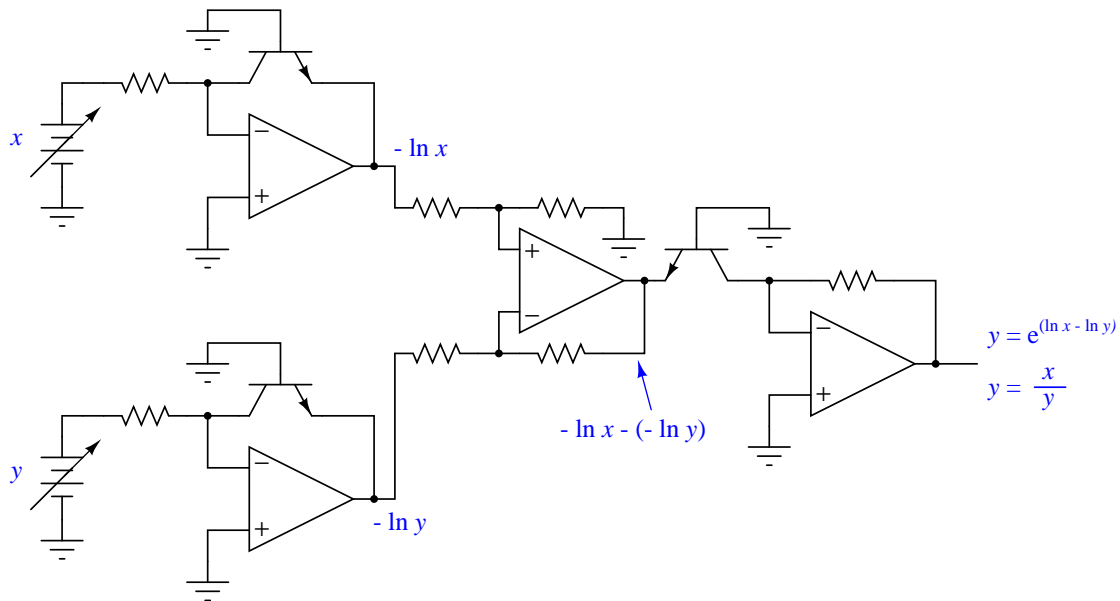 x
- ln x
y = e^(ln x - ln y)
y = x/y
- ln x - (- ln y)
y
- ln y